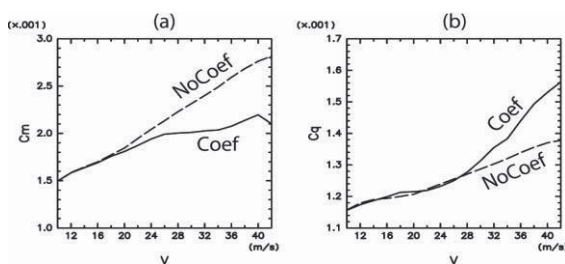 (×.001) (a)
3.0
2.5
2.0
1.5
1.0
Cm
NoCoef
Coef
12 16 20 24 28 32 36 40
(m/s)
V
(×.001) (b)
1.7
1.6
1.5
1.4
1.3
1.2
1.1
Cq
Coef
NoCoef
12 16 20 24 28 32 36 40
(m/s)
V